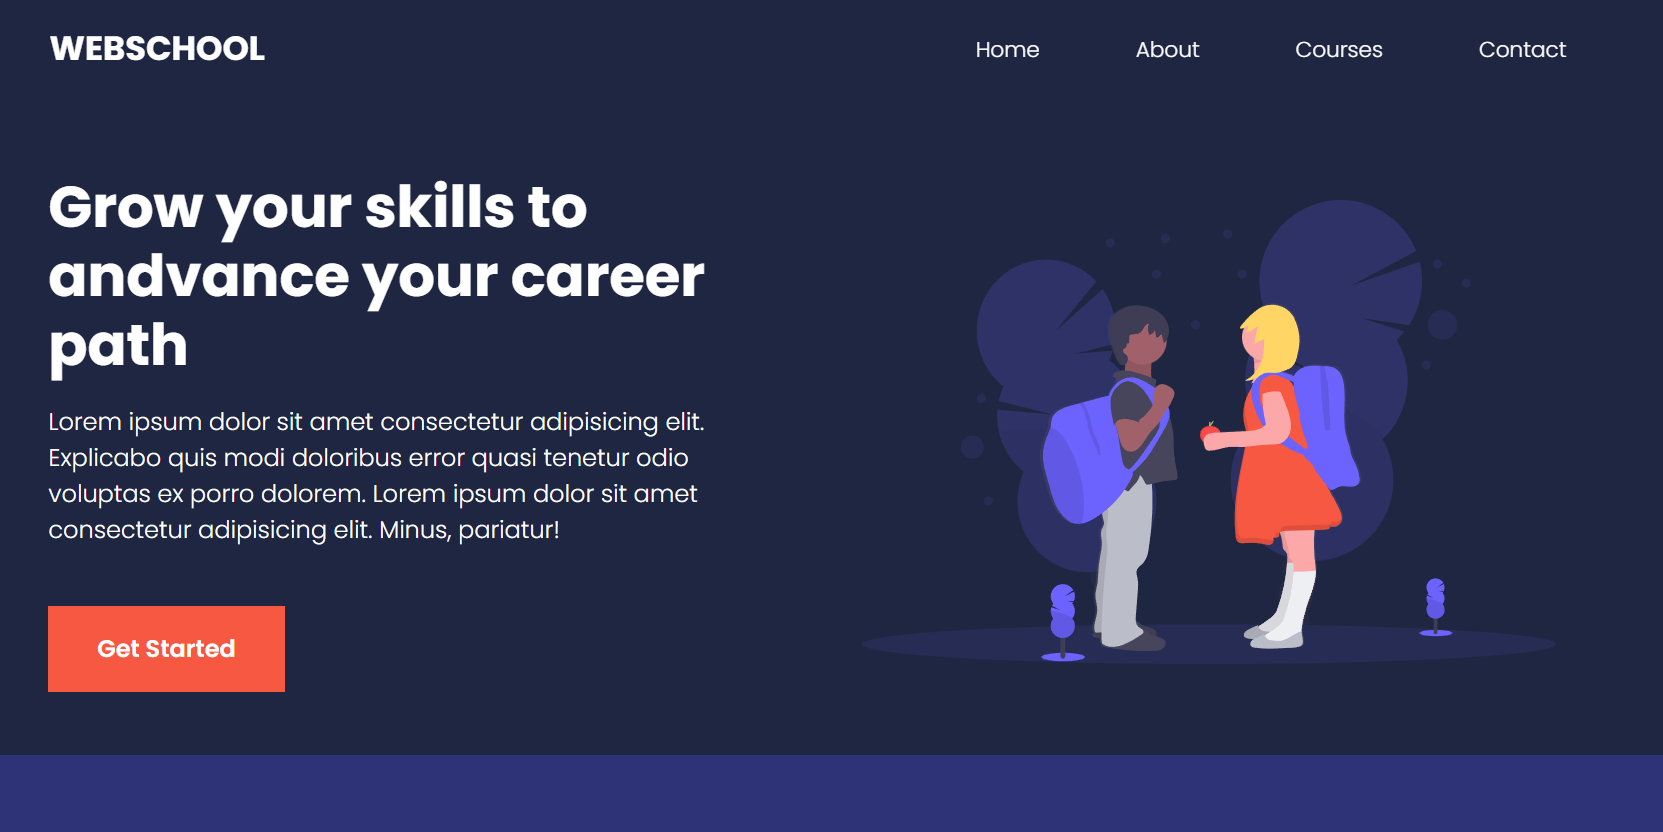 WEBSCHOOL
Home About Courses Contact
Grow your skills to
andvance your career
path
Lorem ipsum dolor sit amet consectetur adipisicing elit.
Explicabo quis modi doloribus error quasi tenetur odio
voluptas ex porro dolorem. Lorem ipsum dolor sit amet
consectetur adipisicing elit. Minus, pariatur!
Get Started